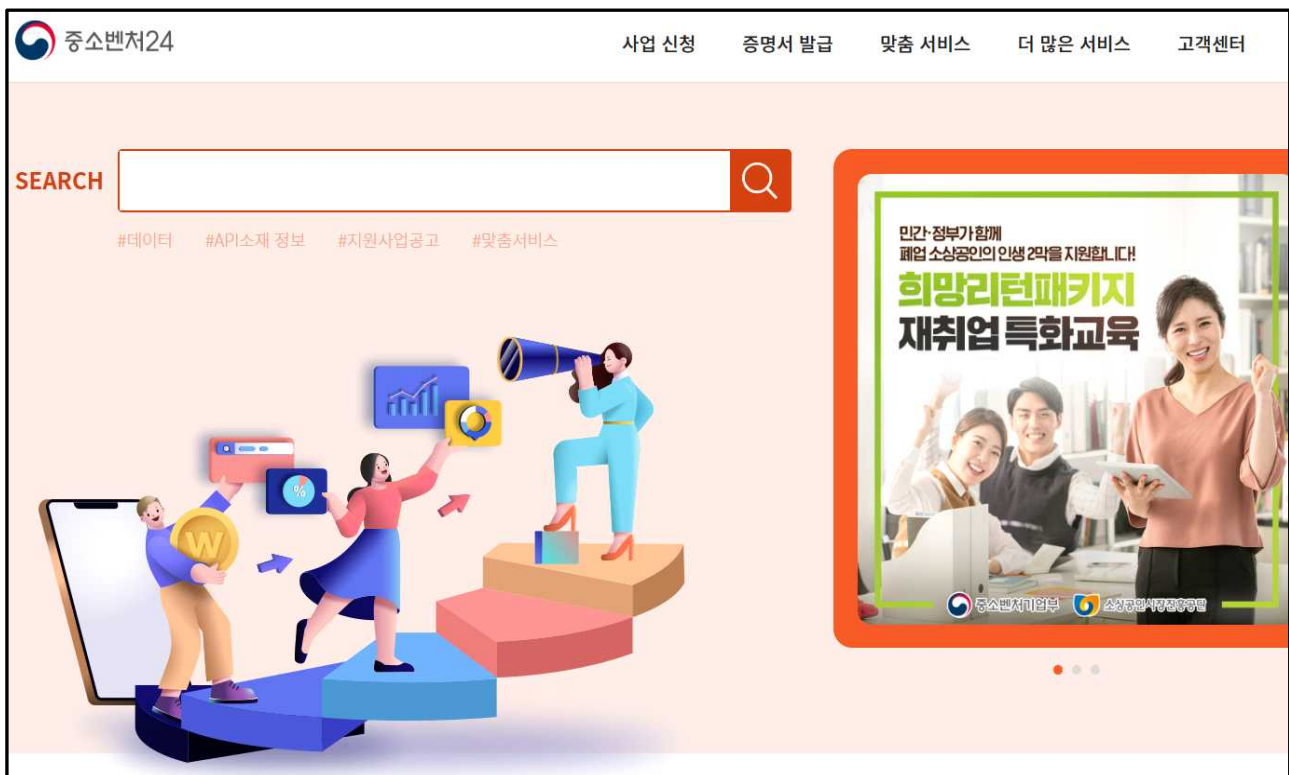 중소벤처24
사업 신청
증명서 발급
맞춤 서비스
더 많은 서비스
고객센터
SEARCH
#데이터 #API소재 정보 #지원사업공고 #맞춤서비스
민간·정부가 함께
폐업 소상공인의 인생 2막을 지원합니다!
희망리턴패키지
재취업 특화교육
%
W
중소벤처기업부 소상공인시장진흥공단